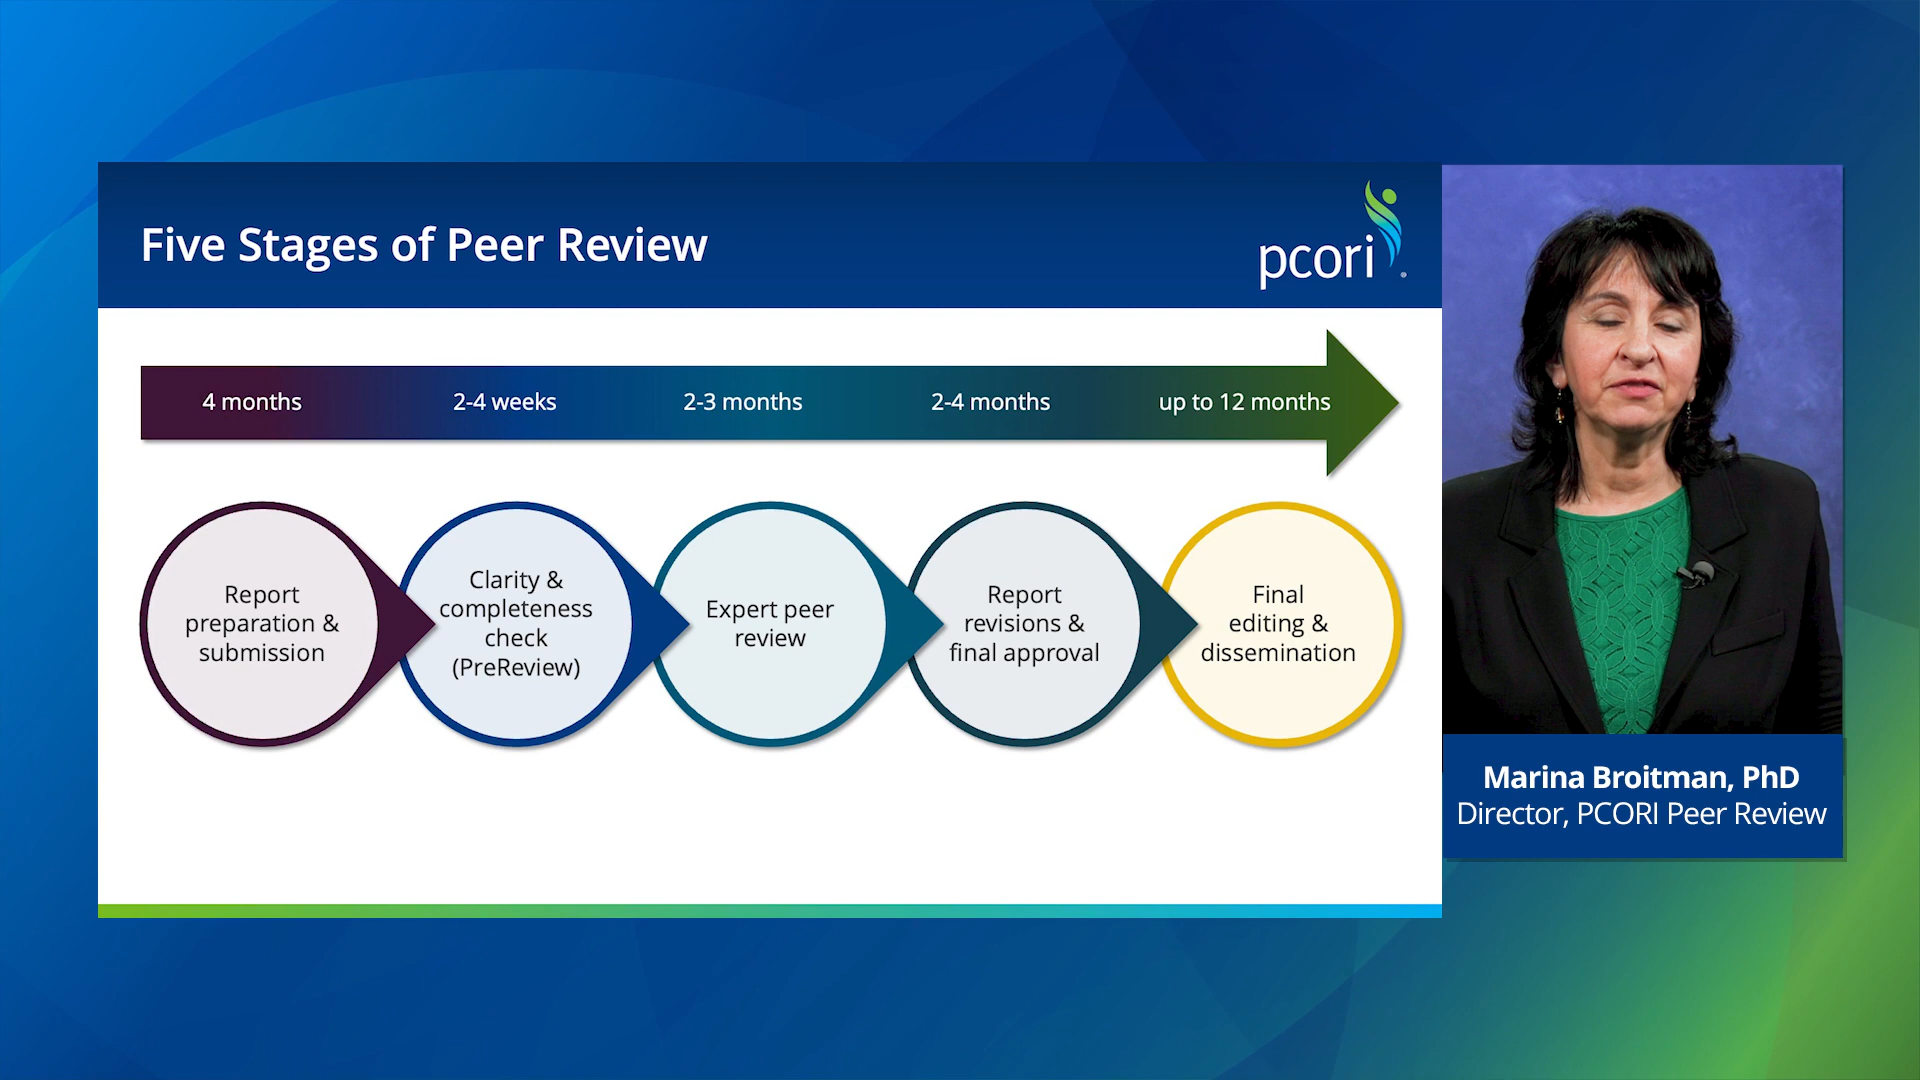 Five Stages of Peer Review
pcori
4 months
2-4 weeks
2-3 months
2-4 months
up to 12 months
Report
preparation &
submission
Clarity &
completeness
check
(PreReview)
Expert peer
review
Report
revisions &
final approval
Final
editing &
dissemination
Marina Broitman, PhD
Director, PCORI Peer Review